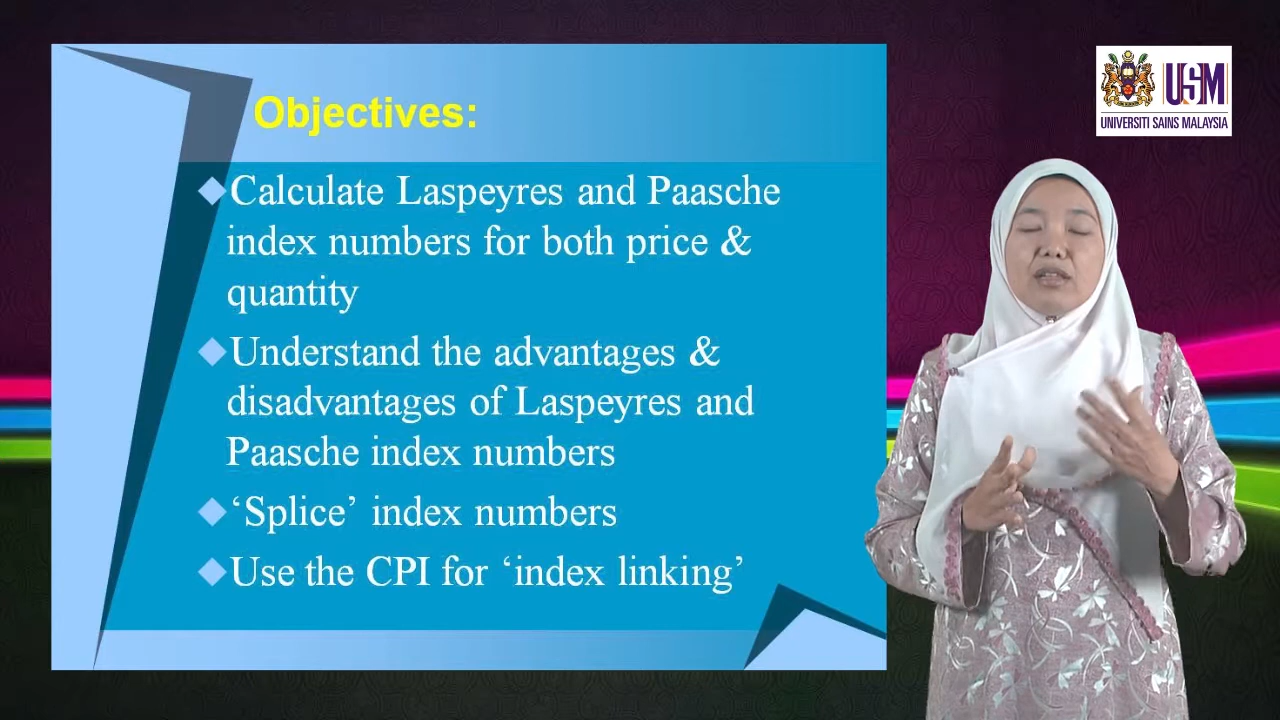 Objectives:
Calculate Laspeyres and Paasche
index numbers for both price &
quantity
Understand the advantages &
disadvantages of Laspeyres and
Paasche index numbers
‘Splice’ index numbers
Use the CPI for ‘index linking’
USM
UNIVERSITI SAINS MALAYSIA